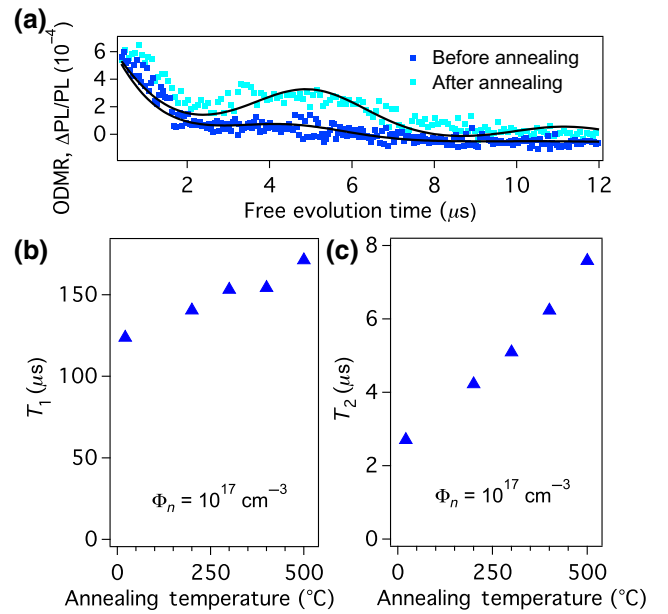 (a)
ODMR, ΔPL/PL (10⁻⁴)
6
4
2
0
Before annealing
After annealing
2
4
6
8
10
12
Free evolution time (μs)
(b)
T₁ (μs)
150
100
50
0
Φₙ = 10¹⁷ cm⁻³
0
250
500
Annealing temperature (°C)
(c)
T₂ (μs)
8
6
4
2
0
Φₙ = 10¹⁷ cm⁻³
0
250
500
Annealing temperature (°C)